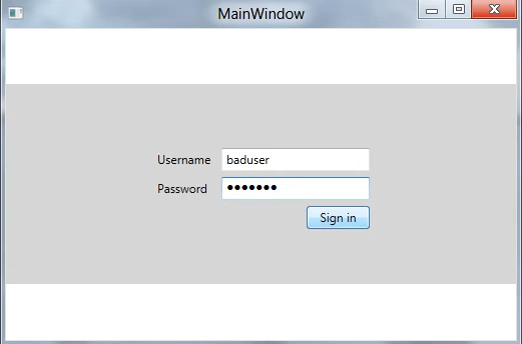 MainWindow
Username baduser
Password •••••••
Sign in